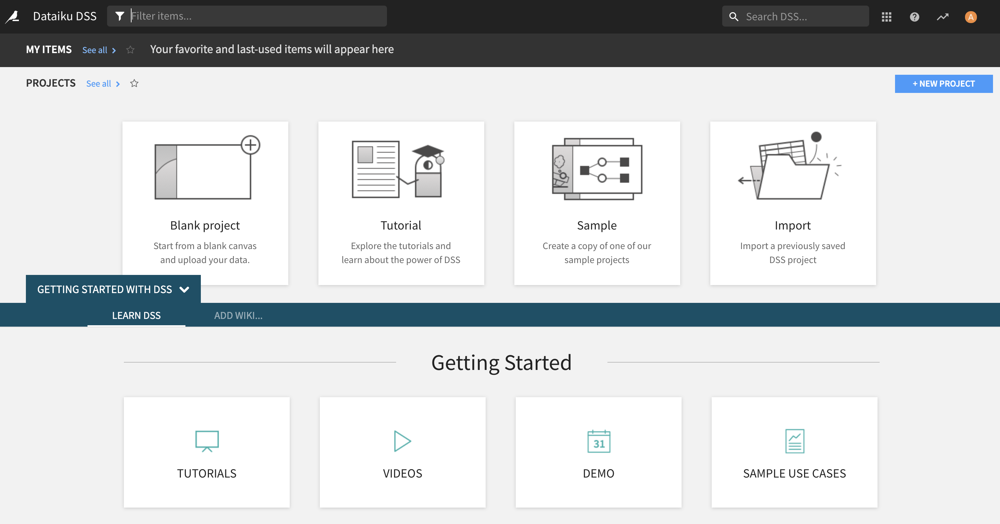 Dataiku DSS
Filter items...
Search DSS...
A
MY ITEMS
See all
Your favorite and last-used items will appear here
PROJECTS
See all
+ NEW PROJECT
Blank project
Start from a blank canvas
and upload your data.
Tutorial
Explore the tutorials and
learn about the power of DSS
Sample
Create a copy of one of our
sample projects
Import
Import a previously saved
DSS project
GETTING STARTED WITH DSS
LEARN DSS
ADD WIKI...
Getting Started
TUTORIALS
VIDEOS
31
DEMO
SAMPLE USE CASES